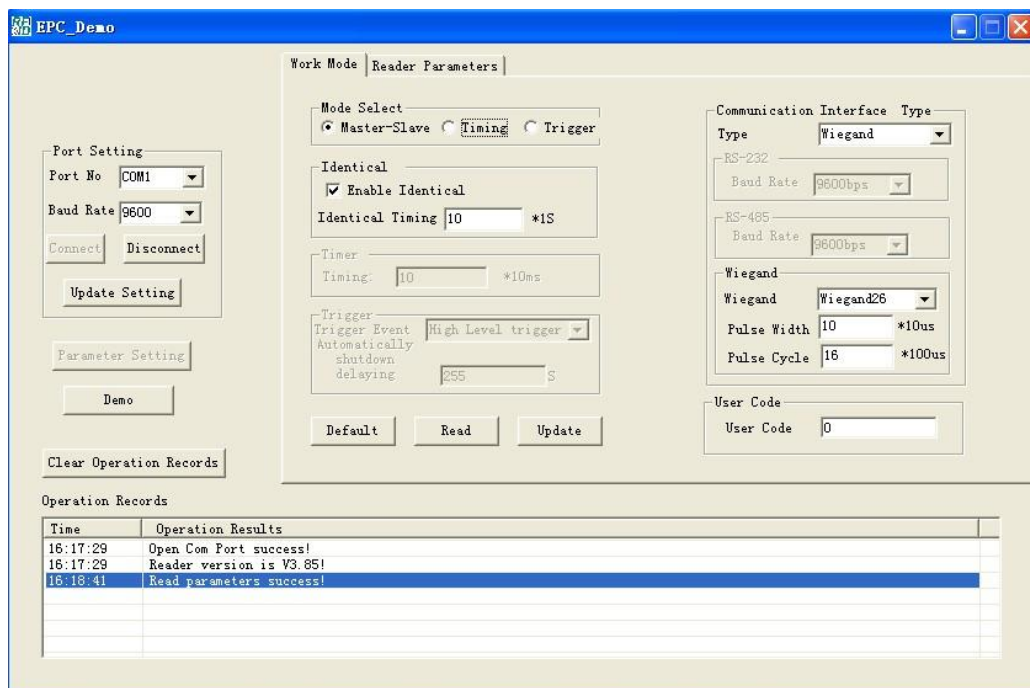 EPC_Demo
Work Mode Reader Parameters
Mode Select
Master-Slave Timing Trigger
Identical
Enable Identical
Identical Timing 10 *1S
Timer
Timing: 10 *10ms
Trigger
Trigger Event High Level trigger
Automatically
shutdown
delaying 255 S
Default Read Update
Communication Interface Type
Type Wiegand
RS-232
Baud Rate 9600bps
RS-485
Baud Rate 9600bps
Wiegand
Wiegand Wiegand26
Pulse Width 10 *10us
Pulse Cycle 16 *100us
User Code
User Code 0
Port Setting
Port No COM1
Baud Rate 9600
Connect Disconnect
Update Setting
Parameter Setting
Demo
Clear Operation Records
Operation Records
Time Operation Results
16:17:29 Open Com Port success!
16:17:29 Reader version is V3.85!
16:18:41 Read parameters success!